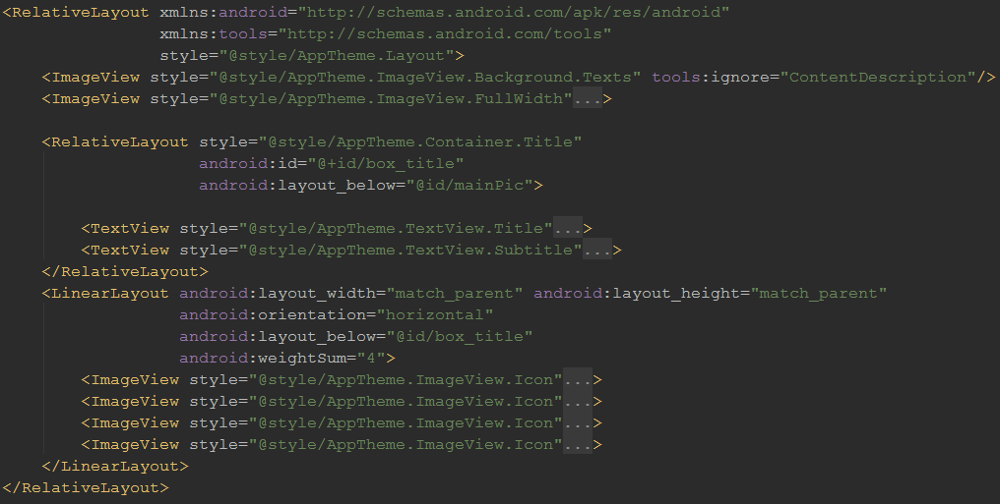 <RelativeLayout xmlns:android="http://schemas.android.com/apk/res/android"
                xmlns:tools="http://schemas.android.com/tools"
                style="@style/AppTheme.Layout">
    <ImageView style="@style/AppTheme.ImageView.Background.Texts" tools:ignore="ContentDescription"/>
    <ImageView style="@style/AppTheme.ImageView.FullWidth"...>

    <RelativeLayout style="@style/AppTheme.Container.Title"
                    android:id="@+id/box_title"
                    android:layout_below="@id/mainPic">

        <TextView style="@style/AppTheme.TextView.Title"...>
        <TextView style="@style/AppTheme.TextView.Subtitle"...>
    </RelativeLayout>
    <LinearLayout android:layout_width="match_parent" android:layout_height="match_parent"
                  android:orientation="horizontal"
                  android:layout_below="@id/box_title"
                  android:weightSum="4">
        <ImageView style="@style/AppTheme.ImageView.Icon"...>
        <ImageView style="@style/AppTheme.ImageView.Icon"...>
        <ImageView style="@style/AppTheme.ImageView.Icon"...>
        <ImageView style="@style/AppTheme.ImageView.Icon"...>
    </LinearLayout>
</RelativeLayout>